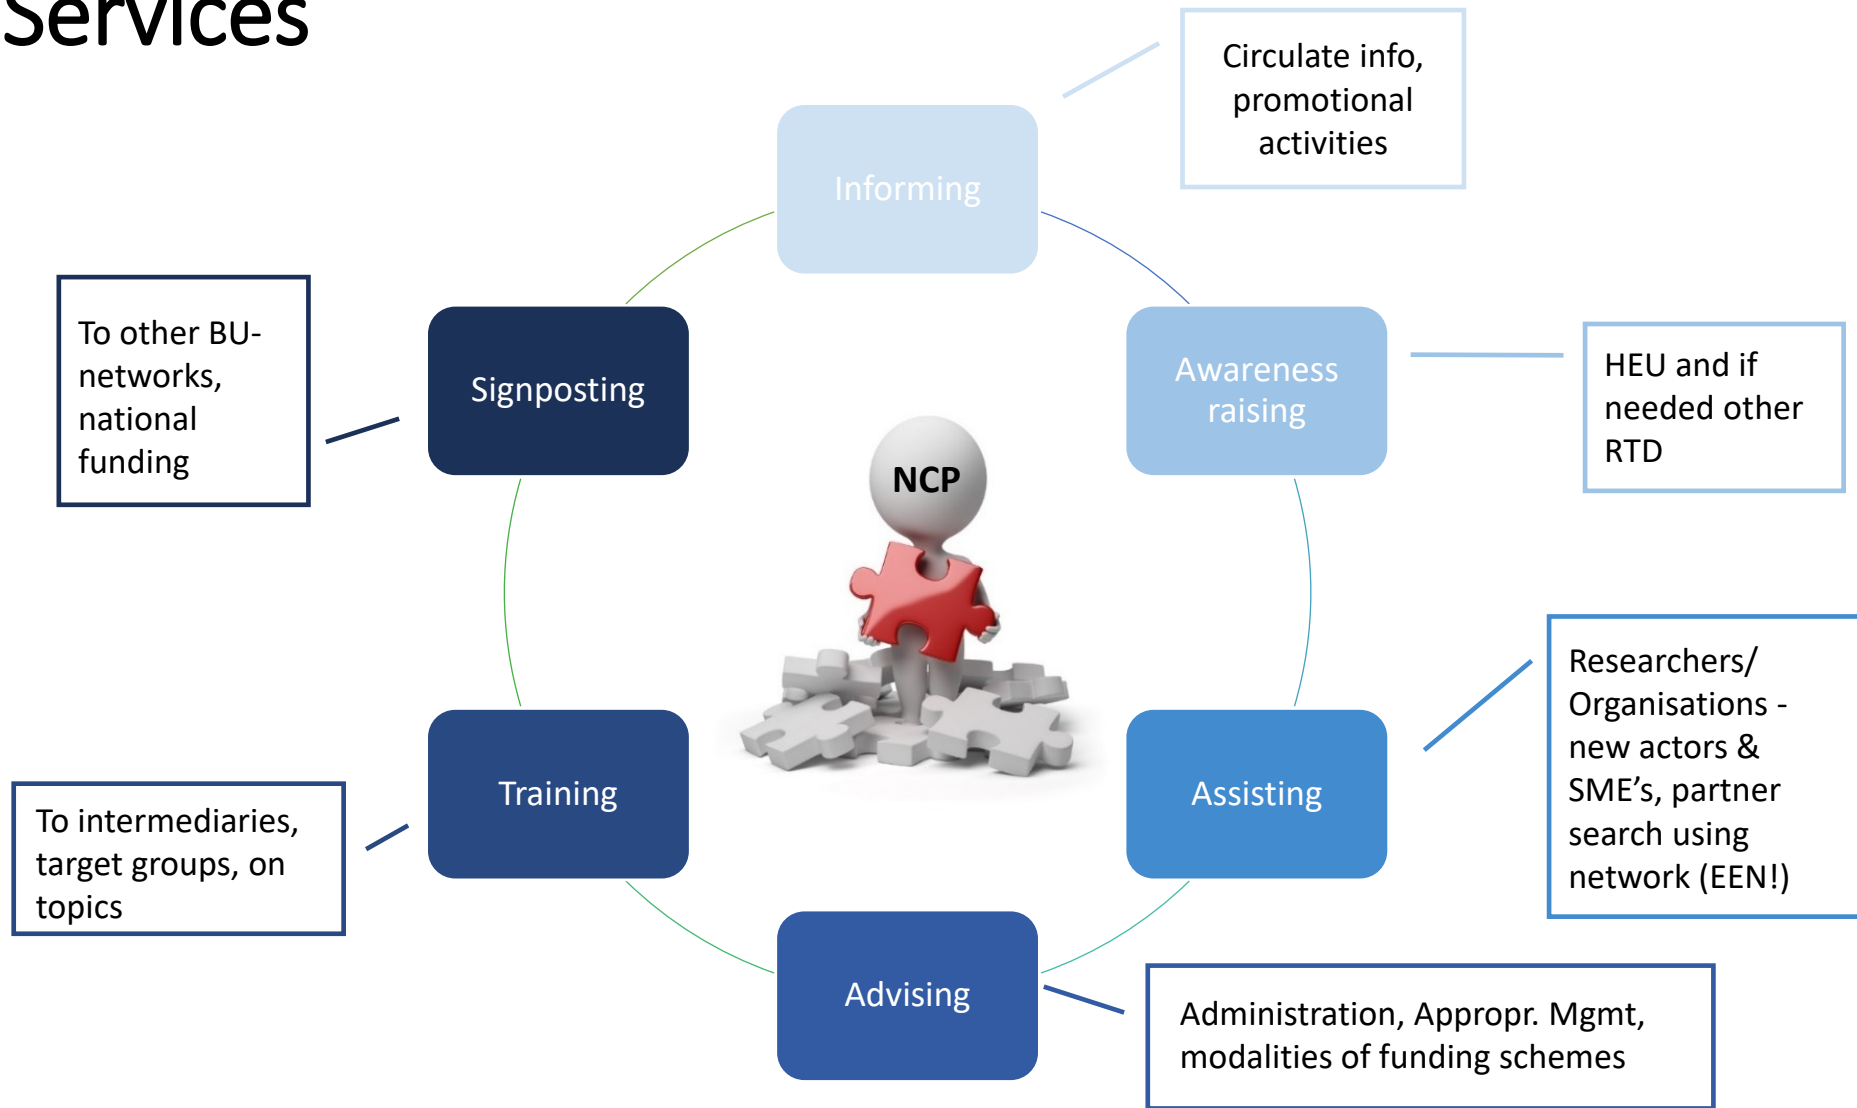 Services
Circulate info,
promotional
activities
Informing
To other BU-
networks,
national
funding
Signposting
Awareness
raising
HEU and if
needed other
RTD
NCP
Researchers/
Organisations -
new actors &
SME’s, partner
search using
network (EEN!)
Training
Assisting
To intermediaries,
target groups, on
topics
Advising
Administration, Appropr. Mgmt,
modalities of funding schemes